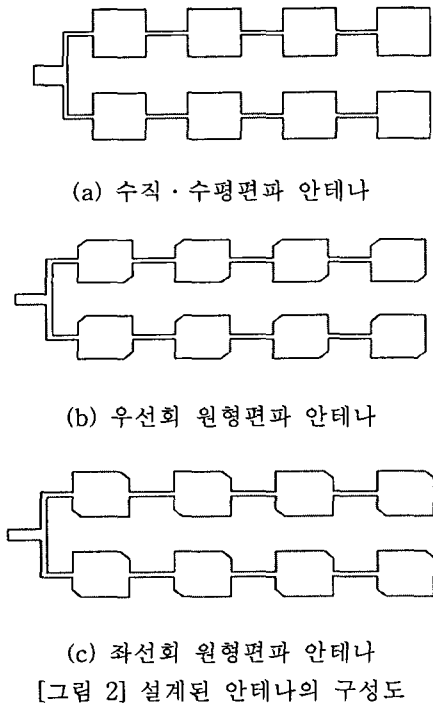 (a) 수직 · 수평편파 안테나
(b) 우선회 원형편파 안테나
(c) 좌선회 원형편파 안테나
[그림 2] 설계된 안테나의 구성도